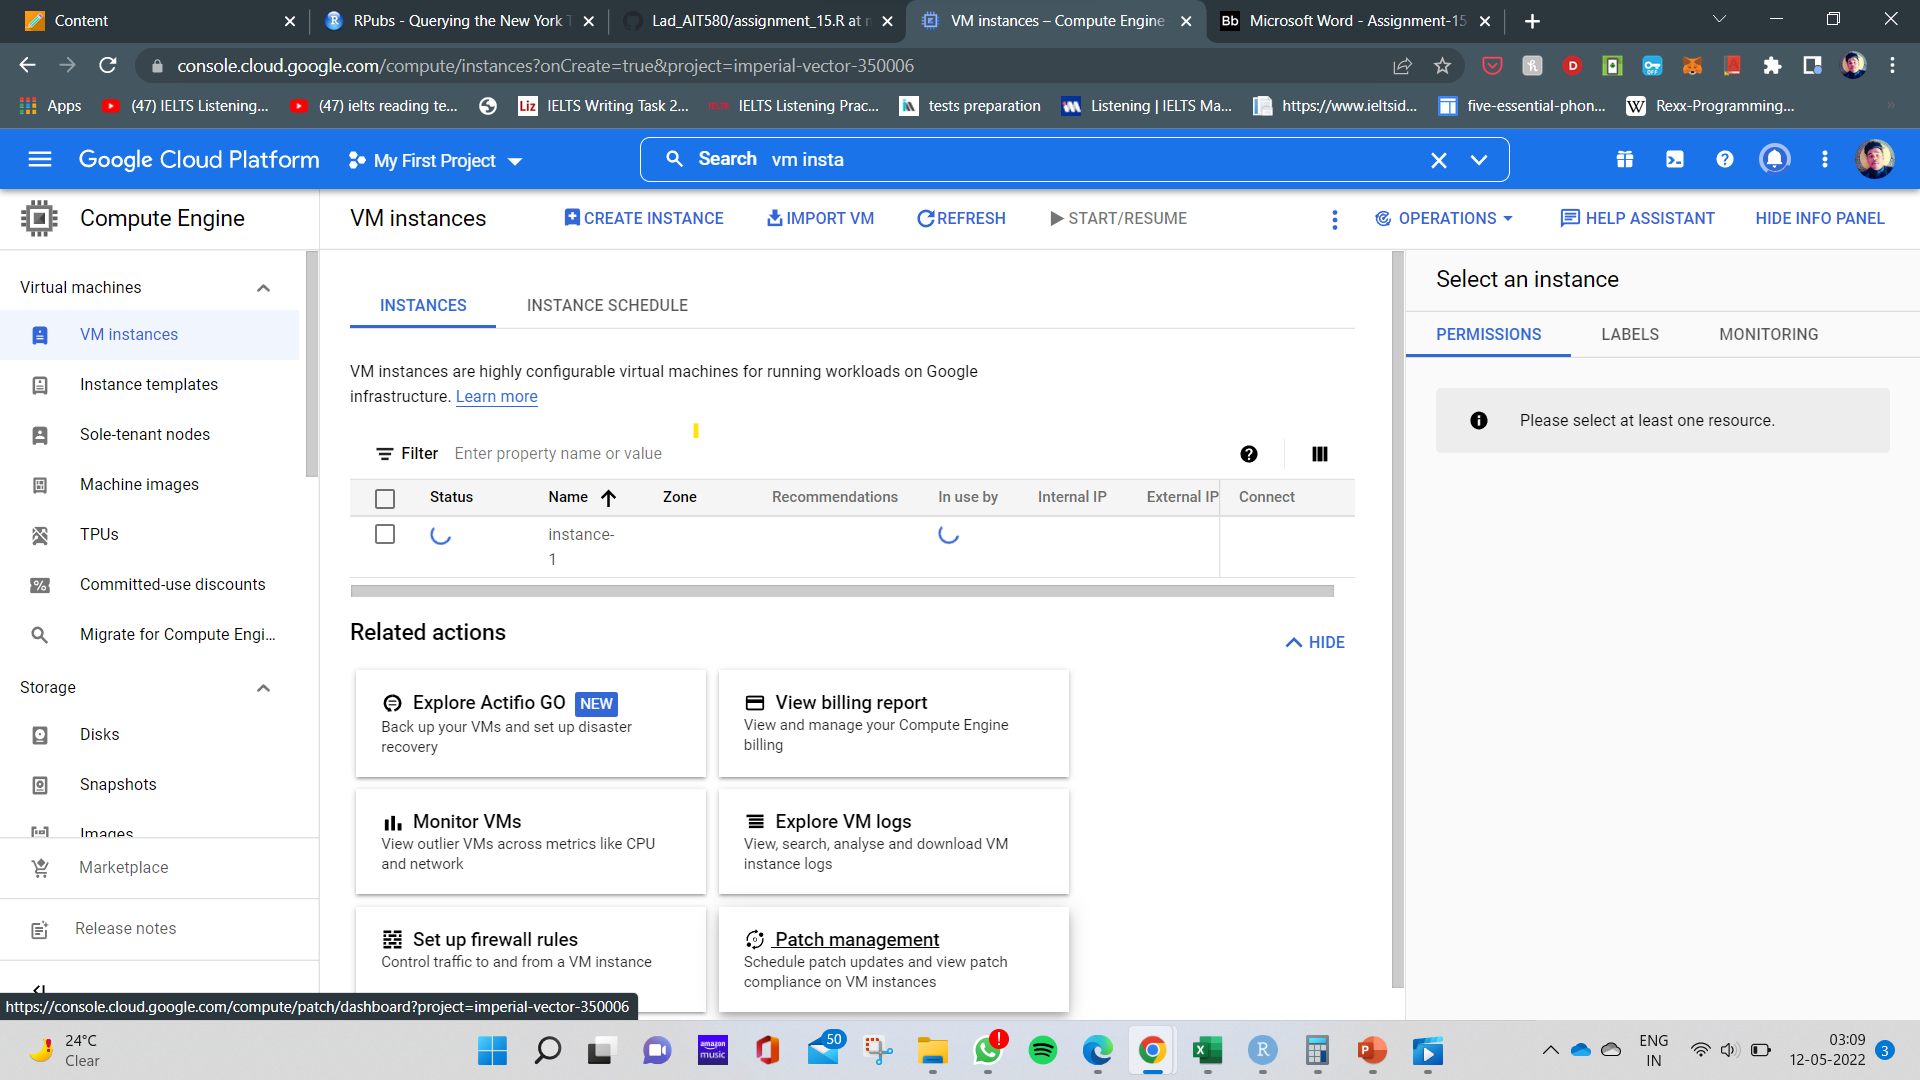 Content
RPubs - Querying the New York T
Lad_AIT580/assignment_15.R at m
VM instances – Compute Engine
Bb Microsoft Word - Assignment-15
console.cloud.google.com/compute/instances?onCreate=true&project=imperial-vector-350006
Apps
(47) IELTS Listening...
(47) ielts reading te...
Liz IELTS Writing Task 2...
IELTS Listening Prac...
tests preparation
Listening | IELTS Ma...
https://www.ieltsid...
five-essential-phon...
W Rexx-Programming...
Google Cloud Platform
My First Project
Search vm insta
Compute Engine
VM instances
CREATE INSTANCE
IMPORT VM
REFRESH
START/RESUME
OPERATIONS
HELP ASSISTANT
HIDE INFO PANEL
Virtual machines
VM instances
Instance templates
Sole-tenant nodes
Machine images
TPUs
Committed-use discounts
Migrate for Compute Engi...
Storage
Disks
Snapshots
Images
Marketplace
Release notes
INSTANCES
INSTANCE SCHEDULE
VM instances are highly configurable virtual machines for running workloads on Google
infrastructure. Learn more
Filter Enter property name or value
Status Name Zone Recommendations In use by Internal IP External IP Connect
instance-
1
Related actions
HIDE
Explore Actifio GO NEW
Back up your VMs and set up disaster
recovery
View billing report
View and manage your Compute Engine
billing
Monitor VMs
View outlier VMs across metrics like CPU
and network
Explore VM logs
View, search, analyse and download VM
instance logs
Set up firewall rules
Control traffic to and from a VM instance
Patch management
Schedule patch updates and view patch
compliance on VM instances
Select an instance
PERMISSIONS
LABELS
MONITORING
Please select at least one resource.
https://console.cloud.google.com/compute/patch/dashboard?project=imperial-vector-350006
24°C
Clear
amazon
music
50
ENG
IN
03:09
12-05-2022
3